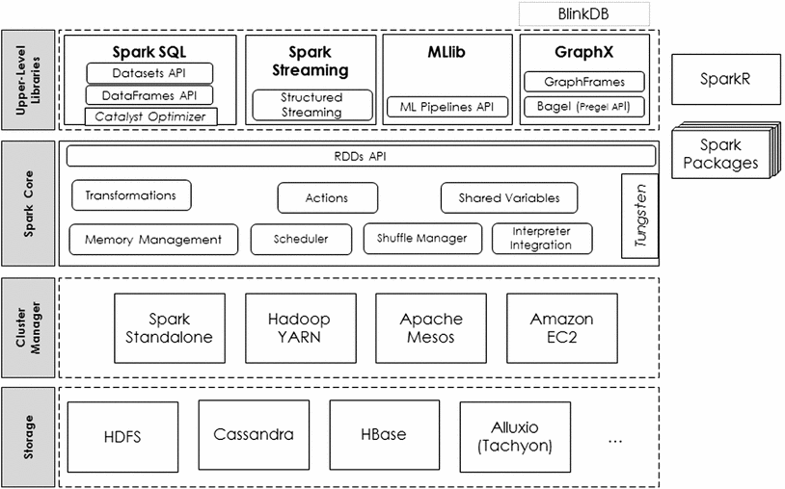 BlinkDB
Upper-Level
Libraries
Spark SQL
Datasets API
DataFrames API
Catalyst Optimizer
Spark
Streaming
Structured
Streaming
MLlib
ML Pipelines API
GraphX
GraphFrames
Bagel (Pregel API)
SparkR
Spark
Packages
Spark Core
RDDs API
Transformations
Actions
Shared Variables
Memory Management
Scheduler
Shuffle Manager
Interpreter
Integration
Tungsten
Cluster
Manager
Spark
Standalone
Hadoop
YARN
Apache
Mesos
Amazon
EC2
Storage
HDFS
Cassandra
HBase
Alluxio
(Tachyon)
...